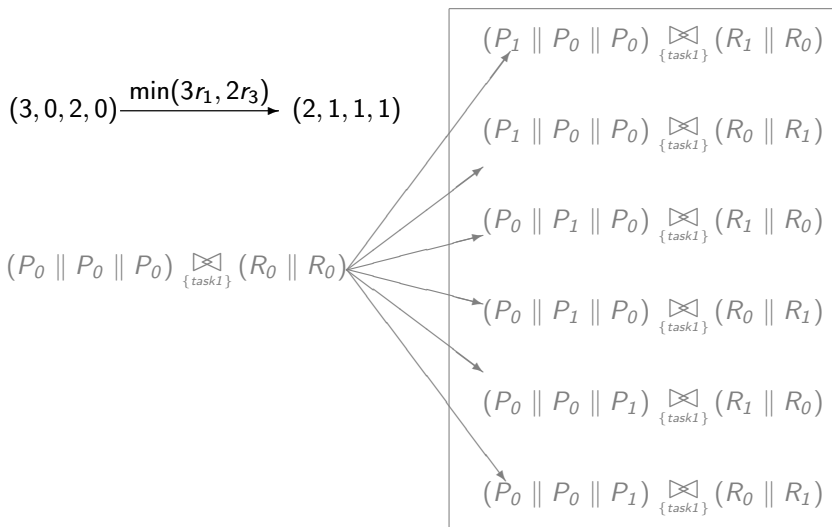 (P₁ ∥ P₀ ∥ P₀) ⋈ (R₁ ∥ R₀)
{task1}
min(3r₁, 2r₃)
(3, 0, 2, 0) (2, 1, 1, 1)
(P₁ ∥ P₀ ∥ P₀) ⋈ (R₀ ∥ R₁)
{task1}
(P₀ ∥ P₁ ∥ P₀) ⋈ (R₁ ∥ R₀)
{task1}
(P₀ ∥ P₀ ∥ P₀) ⋈ (R₀ ∥ R₀)
{task1}
(P₀ ∥ P₁ ∥ P₀) ⋈ (R₀ ∥ R₁)
{task1}
(P₀ ∥ P₀ ∥ P₁) ⋈ (R₁ ∥ R₀)
{task1}
(P₀ ∥ P₀ ∥ P₁) ⋈ (R₀ ∥ R₁)
{task1}